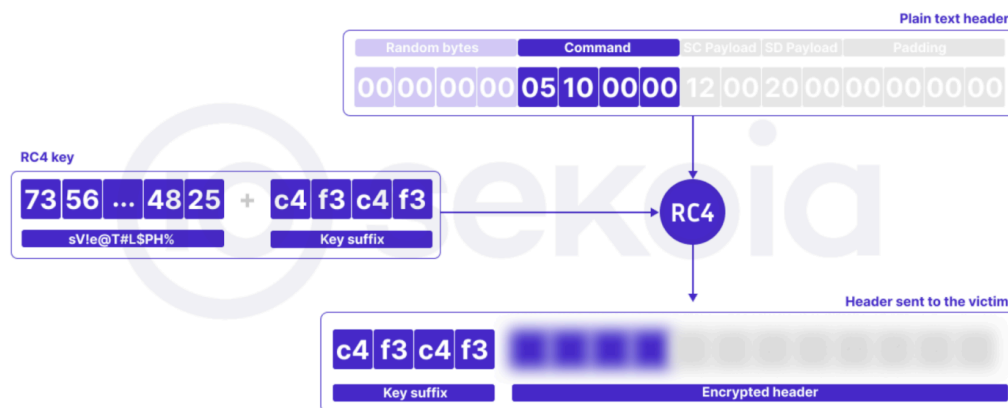 Plain text header
Random bytes Command SC Payload SD Payload Padding
00 00 00 00 05 10 00 00 12 00 20 00 00 00 00 00
RC4 key
73 56 ... 48 25 + c4 f3 c4 f3
sV!e@T#L$PH% Key suffix
RC4
sekoia
Header sent to the victim
c4 f3 c4 f3
Key suffix Encrypted header